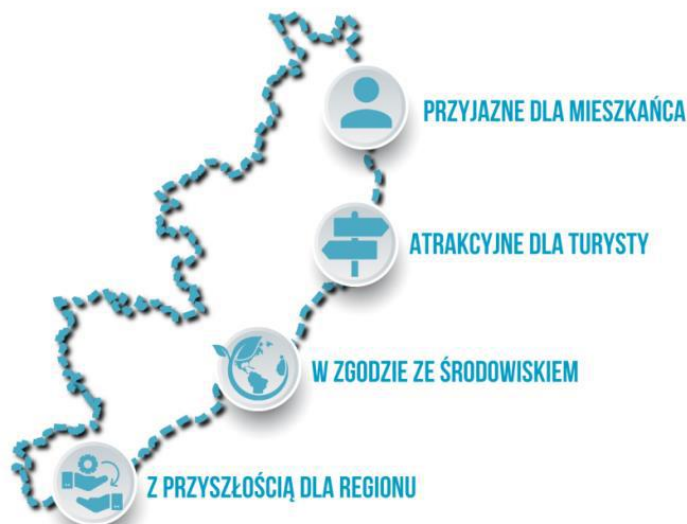 PRZYJAZNE DLA MIESZKAŃCA
ATRAKCYJNE DLA TURYSTY
W ZGODZIE ZE ŚRODOWISKIEM
Z PRZYSZŁOŚCIĄ DLA REGIONU